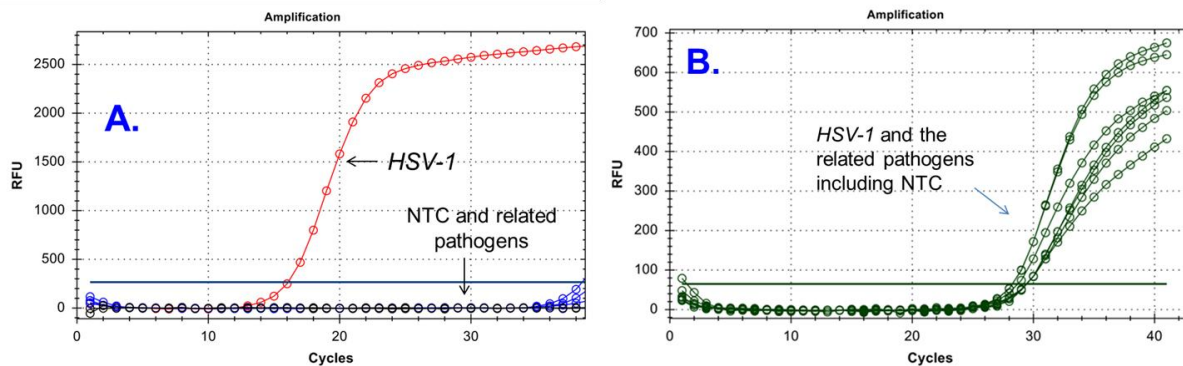 Amplification
A.
RFU
2500
2000
1500
1000
500
0
HSV-1
NTC and related
pathogens
0 10 20 30
Cycles
Amplification
B.
RFU
700
600
500
400
300
200
100
0
HSV-1 and the
related pathogens
including NTC
0 10 20 30 40
Cycles